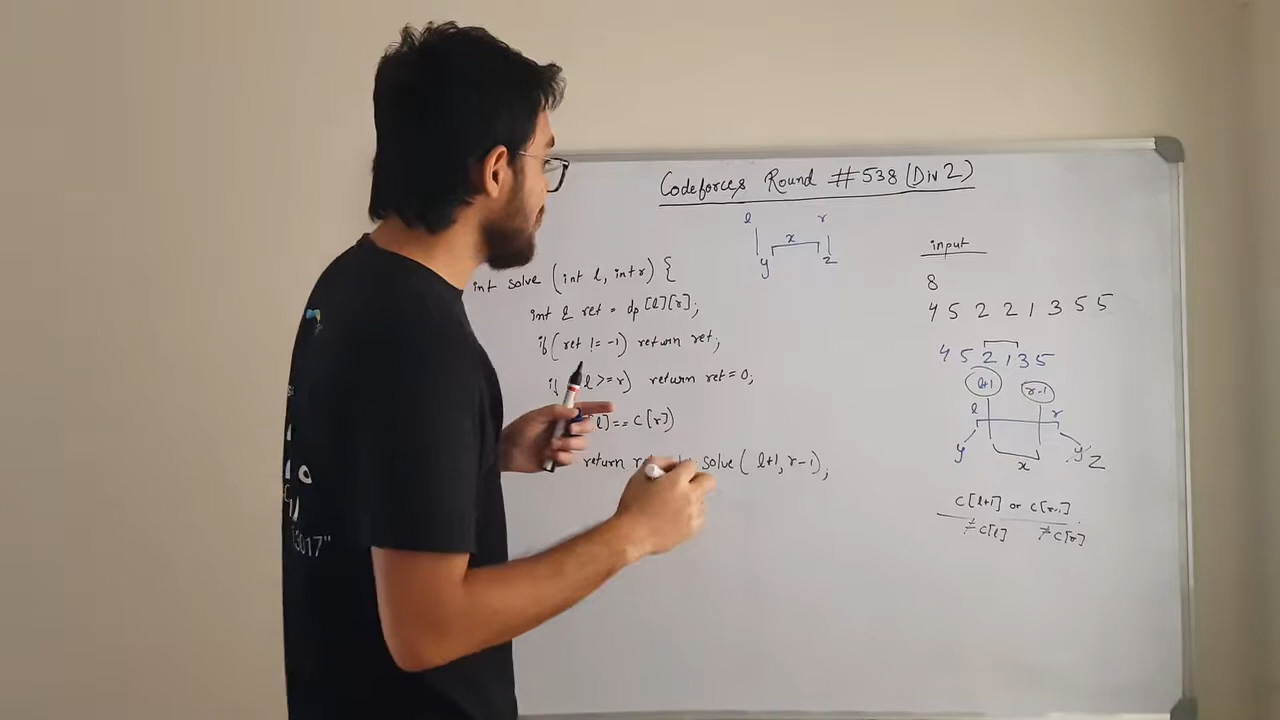 Codeforces Round #538 (Div 2)
l r
x
y z
int solve (int l, int r) {
int & ret = dp[l][r];
if (ret != -1) return ret;
if l >= r) return ret = 0;
[l] == c[r])
return solve( l+1, r-1);
input
8
4 5 2 2 1 3 5 5
4 5 2 1 3 5
l+1 r-1
l r
y y z
x
c[l+1] or c[r-1]
≠ c[l] ≠ c[r]
2017"